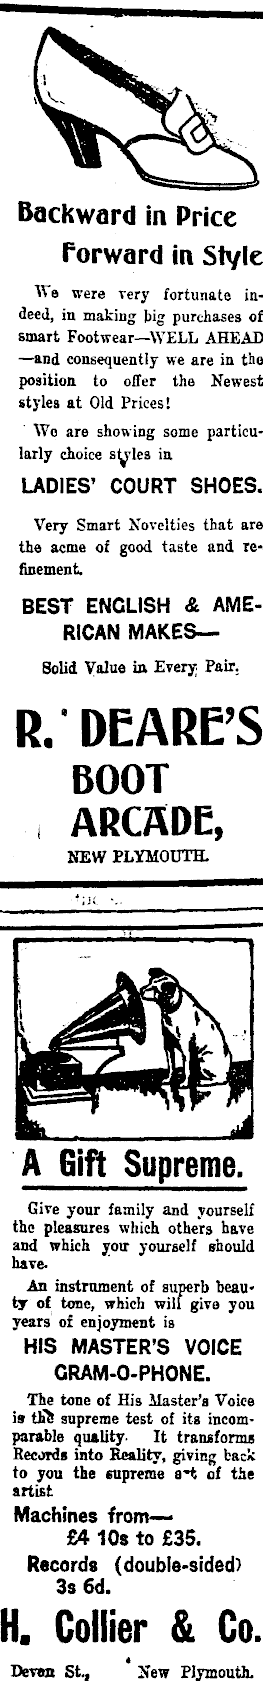 Backward in Price
Forward in Style
We were very fortunate in-
deed, in making big purchases of
smart Footwear—WELL AHEAD
—and consequently we are in the
position to offer the Newest
styles at Old Prices!
We are showing some particu-
larly choice styles in
LADIES' COURT SHOES.
Very Smart Novelties that are
the acme of good taste and re-
finement.
BEST ENGLISH & AME-
RICAN MAKES—
Solid Value in Every Pair.
R. DEARE'S
BOOT
ARCADE,
NEW PLYMOUTH.
A Gift Supreme.
Give your family and yourself
the pleasures which others have
and which your yourself should
have.
An instrument of superb beau-
ty of tone, which will give you
years of enjoyment is
HIS MASTER'S VOICE
GRAM-O-PHONE.
The tone of His Master's Voice
is the supreme test of its incom-
parable quality. It transforms
Records into Reality, giving back
to you the supreme art of the
artist
Machines from—
£4 10s to £35.
Records (double-sided)
3s 6d.
H. Collier & Co.
Devon St., New Plymouth.